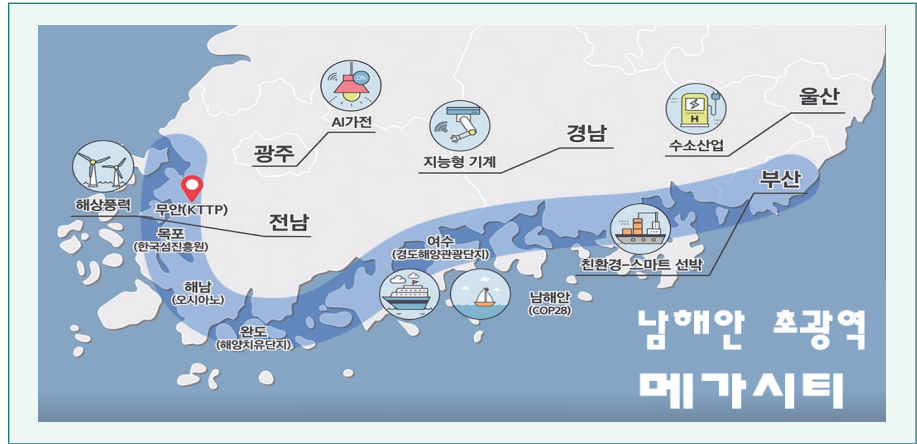 울산
AI가전
광주
지능형 기계
경남
수소산업
부산
해상풍력
무안(KTTP)
전남
목포
(한국섬진흥원)
여수
(경도해양관광단지)
친환경-스마트 선박
해남
(오시아노)
남해안
(COP28)
완도
(해양치유단지)
ON
H
남해안 초광역
메가시티